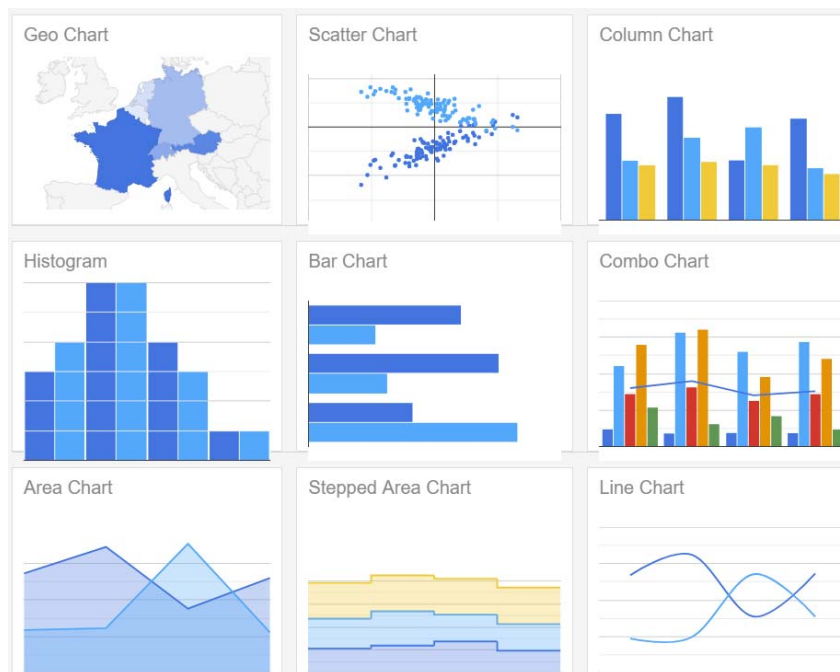 Geo Chart
Scatter Chart
Column Chart
Histogram
Bar Chart
Combo Chart
Area Chart
Stepped Area Chart
Line Chart